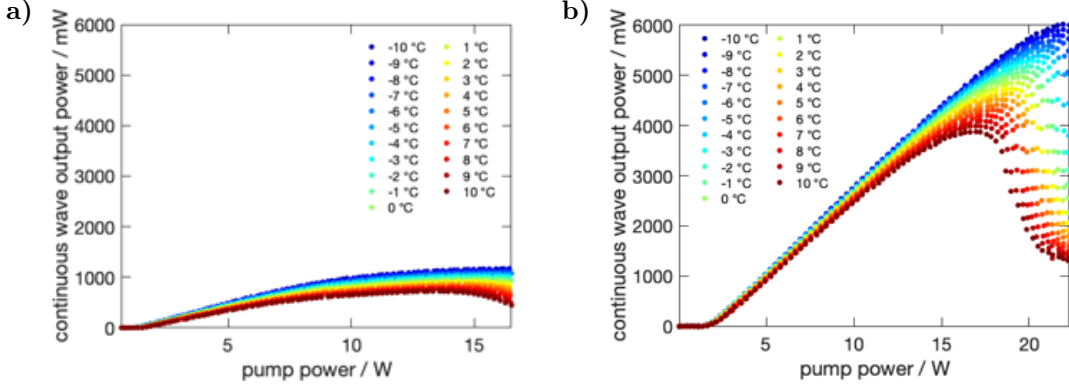 a)
continuous wave output power / mW
6000
5000
4000
3000
2000
1000
0
-10 °C
-9 °C
-8 °C
-7 °C
-6 °C
-5 °C
-4 °C
-3 °C
-2 °C
-1 °C
0 °C
1 °C
2 °C
3 °C
4 °C
5 °C
6 °C
7 °C
8 °C
9 °C
10 °C
5
10
15
pump power / W
b)
continuous wave output power / mW
6000
5000
4000
3000
2000
1000
0
-10 °C
-9 °C
-8 °C
-7 °C
-6 °C
-5 °C
-4 °C
-3 °C
-2 °C
-1 °C
0 °C
1 °C
2 °C
3 °C
4 °C
5 °C
6 °C
7 °C
8 °C
9 °C
10 °C
5
10
15
20
pump power / W